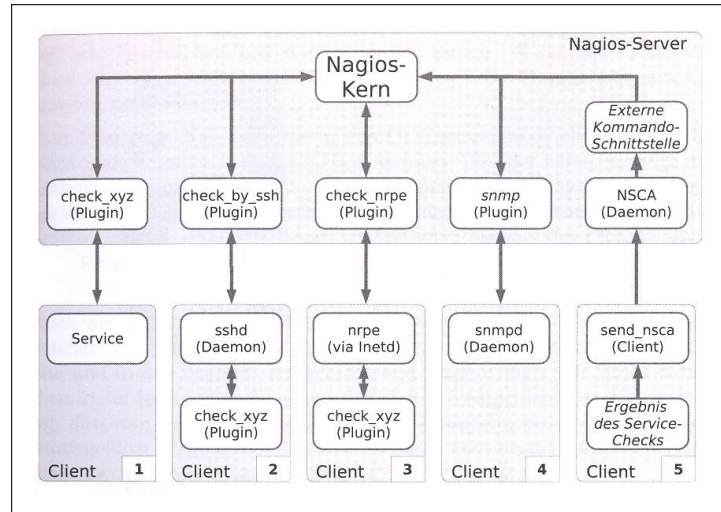 Nagios-Server
Nagios-
Kern
Externe
Kommando-
Schnittstelle
check_xyz
(Plugin)
check_by_ssh
(Plugin)
check_nrpe
(Plugin)
snmp
(Plugin)
NSCA
(Daemon)
Service
sshd
(Daemon)
nrpe
(via Inetd)
snmpd
(Daemon)
send_nsca
(Client)
check_xyz
(Plugin)
check_xyz
(Plugin)
Ergebnis
des Service-
Checks
Client 1
Client 2
Client 3
Client 4
Client 5